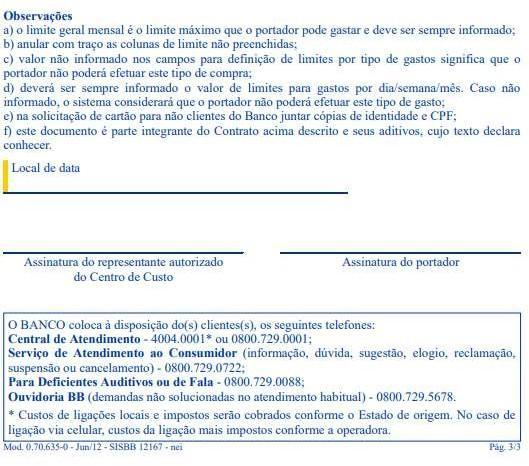 Observações
a) o limite geral mensal é o limite máximo que o portador pode gastar e deve ser sempre informado;
b) anular com traço as colunas de limite não preenchidas;
c) valor não informado nos campos para definição de limites por tipo de gastos significa que o
portador não poderá efetuar este tipo de compra;
d) deverá ser sempre informado o valor de limites para gastos por dia/semana/mês. Caso não
informado, o sistema considerará que o portador não poderá efetuar este tipo de gasto;
e) na solicitação de cartão para não clientes do Banco juntar cópias de identidade e CPF;
f) este documento é parte integrante do Contrato acima descrito e seus aditivos, cujo texto declara
conhecer.
Local de data
Assinatura do representante autorizado
do Centro de Custo
Assinatura do portador
O BANCO coloca à disposição do(s) clientes(s), os seguintes telefones:
Central de Atendimento - 4004.0001* ou 0800.729.0001;
Serviço de Atendimento ao Consumidor (informação, dúvida, sugestão, elogio, reclamação,
suspensão ou cancelamento) - 0800.729.0722;
Para Deficientes Auditivos ou de Fala - 0800.729.0088;
Ouvidoria BB (demandas não solucionadas no atendimento habitual) - 0800.729.5678.
* Custos de ligações locais e impostos serão cobrados conforme o Estado de origem. No caso de
ligação via celular, custos da ligação mais impostos conforme a operadora.
Mod. 0.70.635-0 - Jun/12 - SISBB 12167 - nei Pág. 3/3